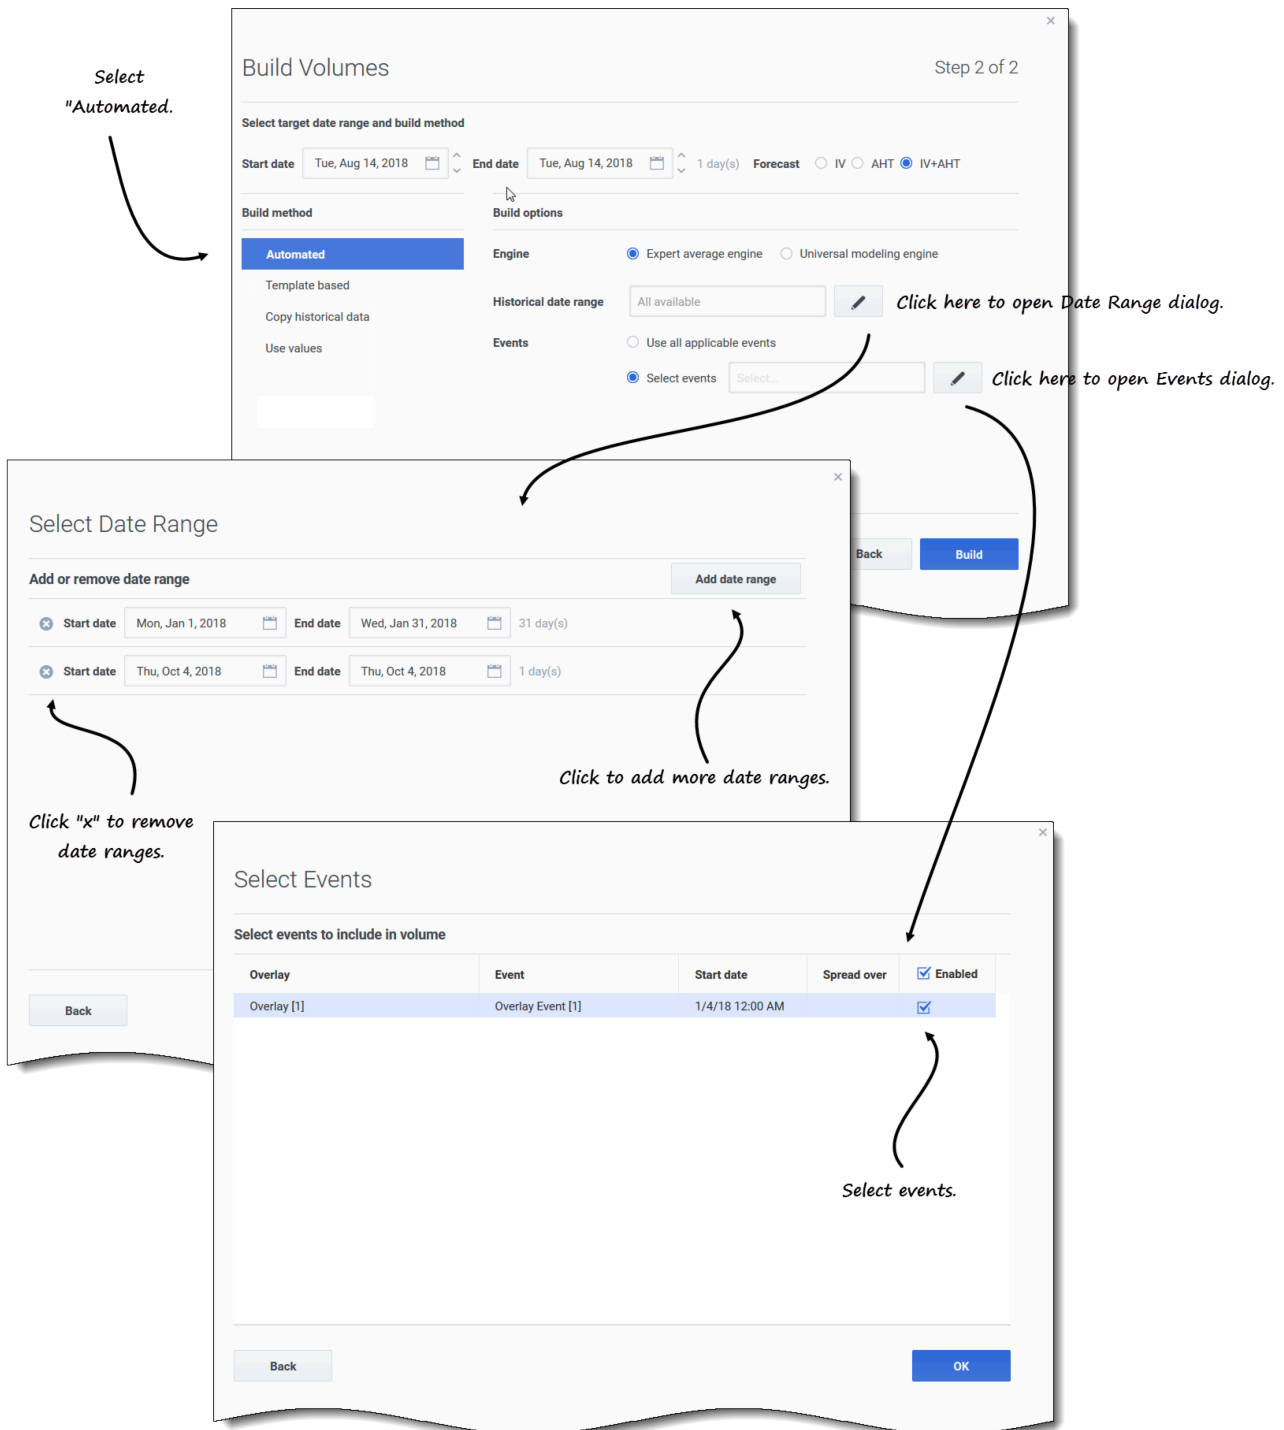 Build Volumes
Step 2 of 2
Select
"Automated.
Select target date range and build method
Start date Tue, Aug 14, 2018 End date Tue, Aug 14, 2018 1 day(s) Forecast IV AHT IV+AHT
Build method
Build options
Automated
Engine Expert average engine Universal modeling engine
Template based
Historical date range All available
Click here to open Date Range dialog.
Copy historical data
Events Use all applicable events
Use values
Select events Select...
Click here to open Events dialog.
Back Build
Select Date Range
Add or remove date range Add date range
Start date Mon, Jan 1, 2018 End date Wed, Jan 31, 2018 31 day(s)
Start date Thu, Oct 4, 2018 End date Thu, Oct 4, 2018 1 day(s)
Click to add more date ranges.
Click "x" to remove
date ranges.
Back
Select Events
Select events to include in volume
Overlay Event Start date Spread over Enabled
Overlay [1] Overlay Event [1] 1/4/18 12:00 AM
Select events.
Back OK